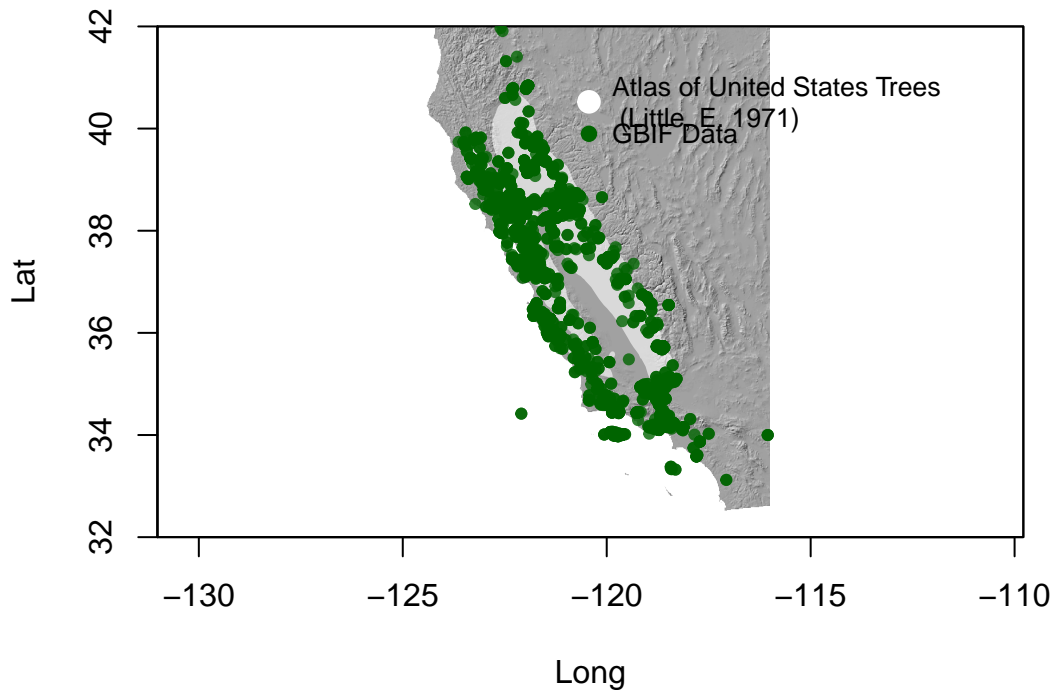 42
40
38
36
34
32
Lat
Atlas of United States Trees
(Little, E. 1971)
GBIF Data
−130
−125
−120
−115
−110
Long